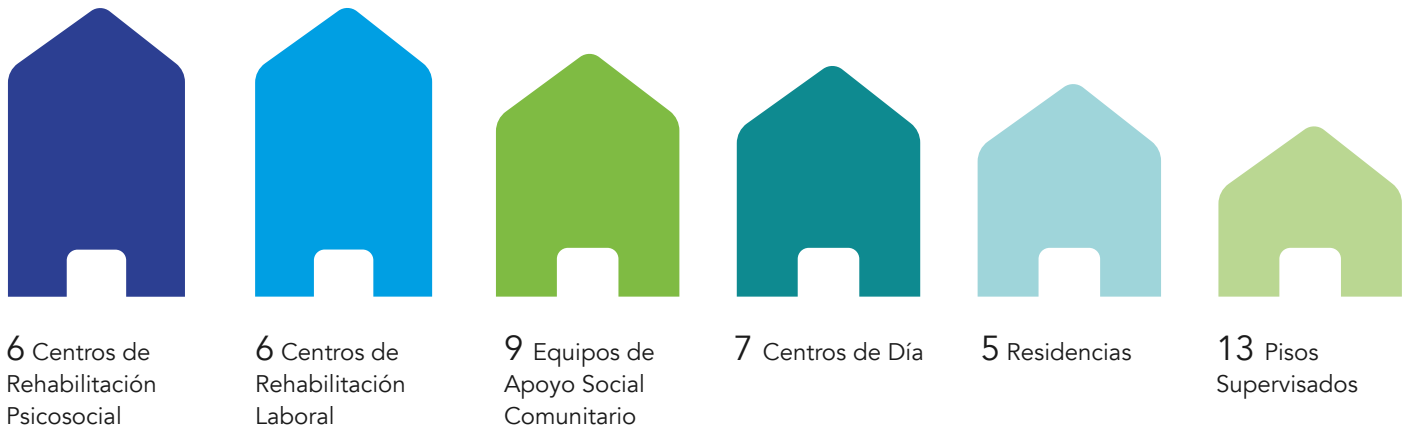 6 Centros de
Rehabilitación
Psicosocial
6 Centros de
Rehabilitación
Laboral
9 Equipos de
Apoyo Social
Comunitario
7 Centros de Día
5 Residencias
13 Pisos
Supervisados